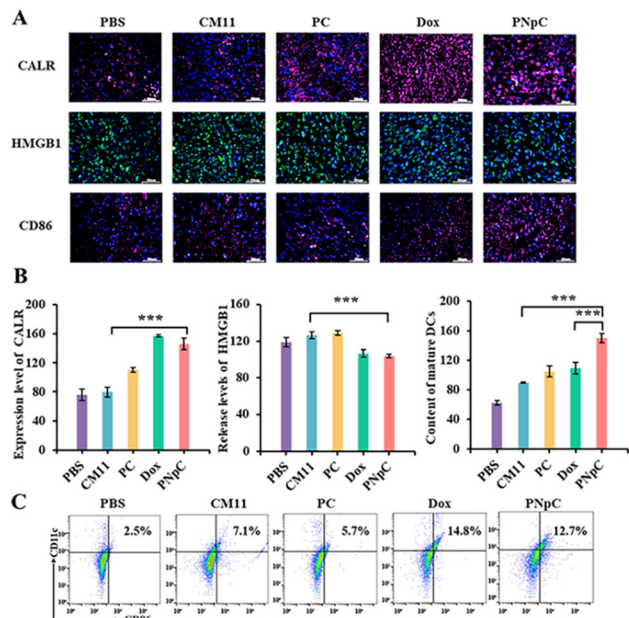 A
PBS CM11 PC Dox PNpC
CALR
HMGB1
CD86
B
Expression level of CALR
200
160
120
80
40
0
PBS CM11 PC Dox PNpC
***
Release levels of HMGB1
160
120
80
40
0
PBS CM11 PC Dox PNpC
***
Content of mature DCs
200
160
120
80
40
0
PBS CM11 PC Dox PNpC
***
***
C
PBS CM11 PC Dox PNpC
2.5% 7.1% 5.7% 14.8% 12.7%
CD11c
CD86